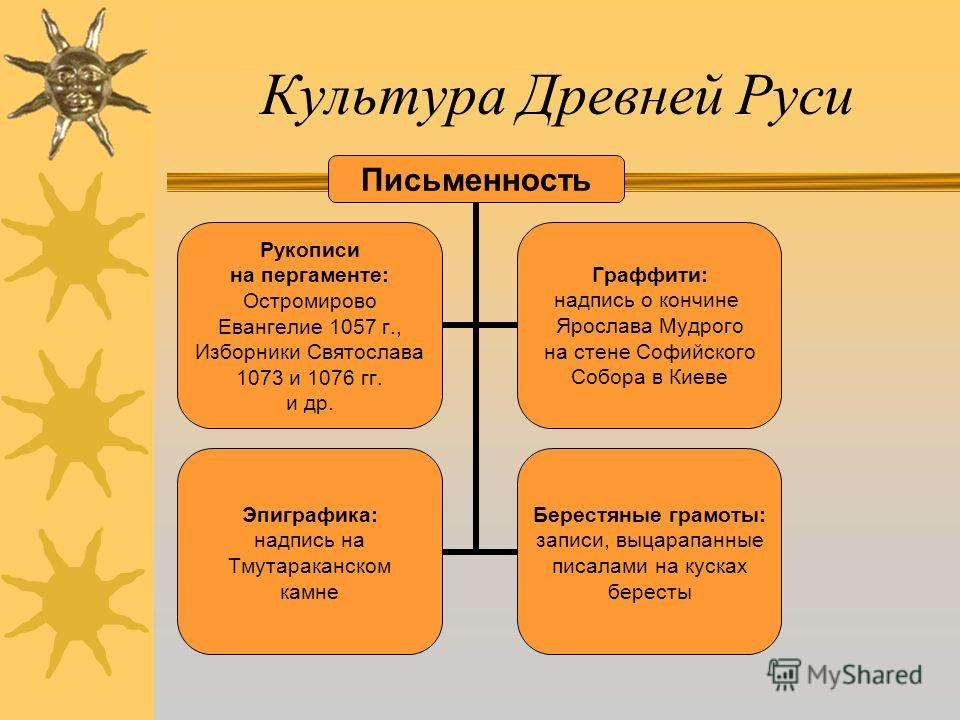 Культура Древней Руси
Письменность
Рукописи
на пергаменте:
Остромирово
Евангелие 1057 г.,
Изборники Святослава
1073 и 1076 гг.
и др.
Граффити:
надпись о кончине
Ярослава Мудрого
на стене Софийского
Собора в Киеве
Эпиграфика:
надпись на
Тмутараканском
камне
Берестяные грамоты:
записи, выцарапанные
писалами на кусках
бересты
MyShared